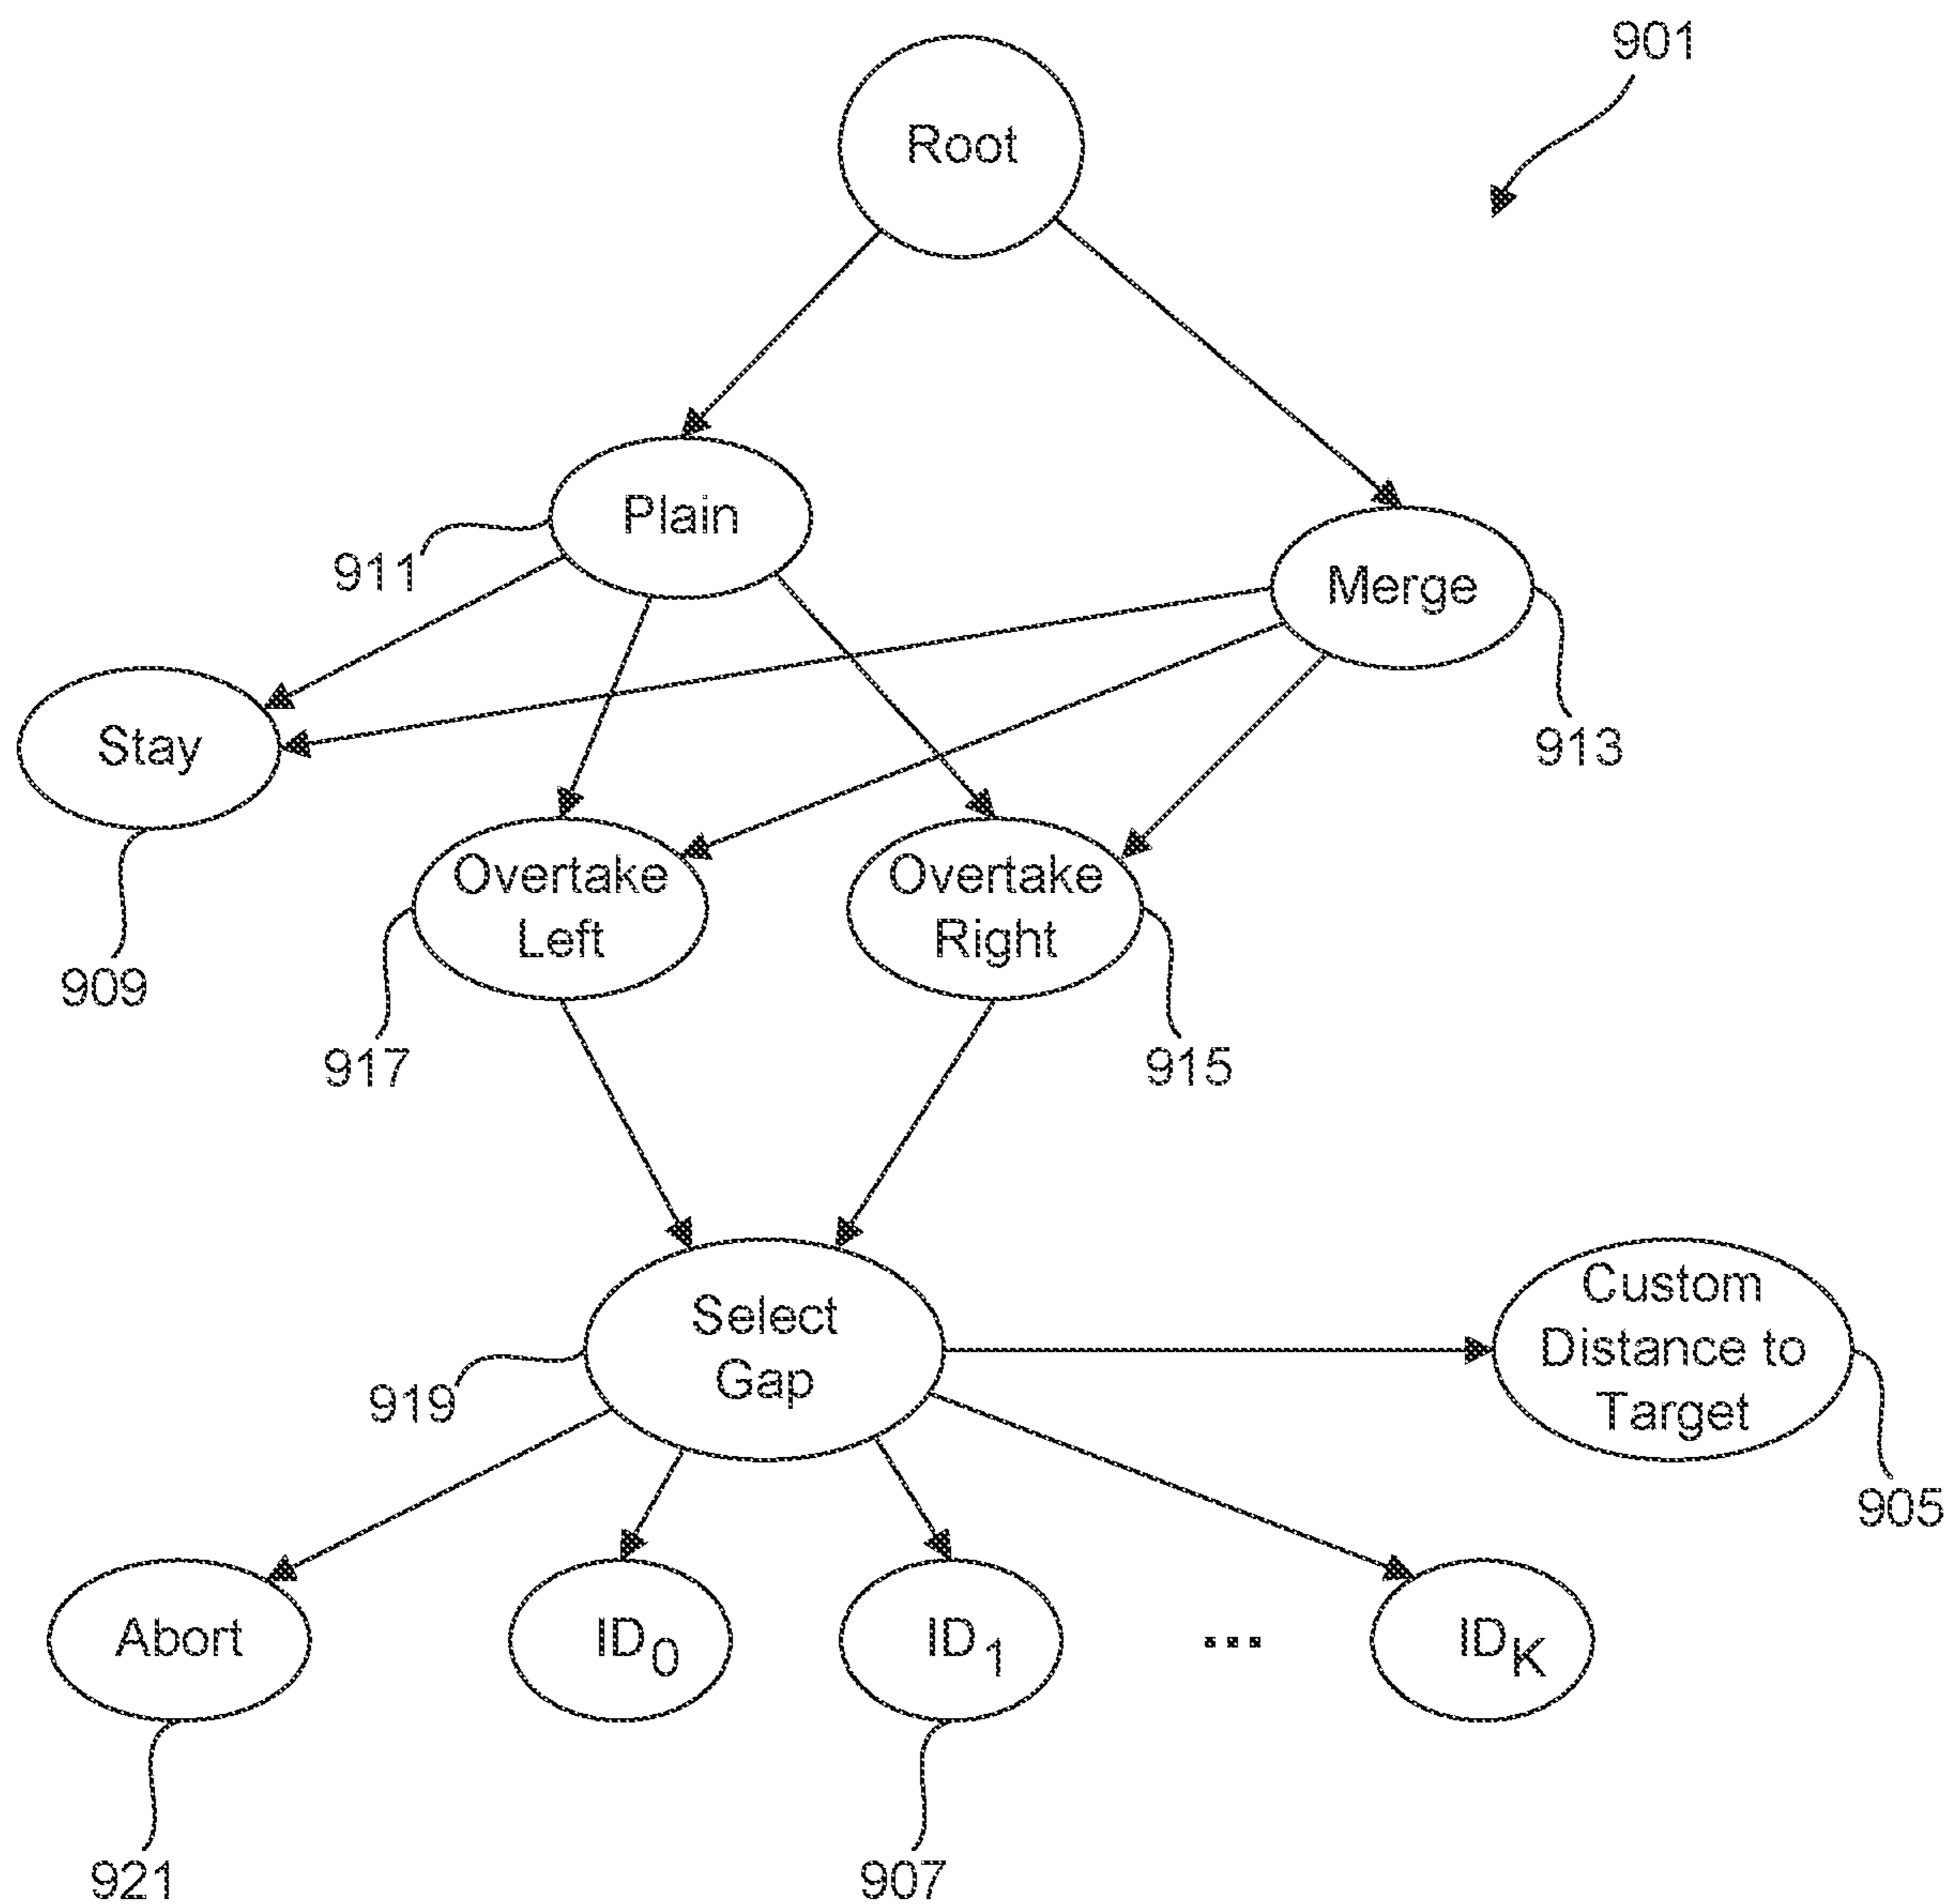 901
Root
Plain
911
Merge
Stay
913
Overtake
Left
Overtake
Right
909
917
915
Select
Gap
919
Custom
Distance to
Target
905
Abort
ID0
ID1
...
IDK
921
907